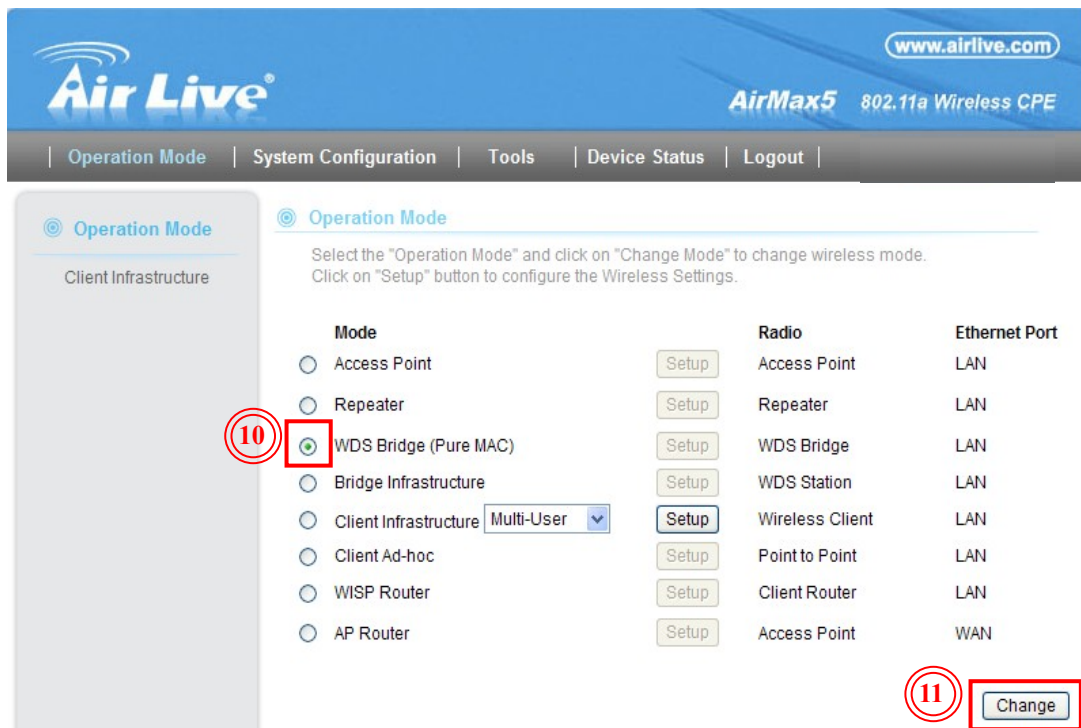 www.airlive.com
Air Live®
AirMax5 802.11a Wireless CPE
| Operation Mode | System Configuration | Tools | Device Status | Logout |
Operation Mode
Client Infrastructure
Operation Mode
Select the "Operation Mode" and click on "Change Mode" to change wireless mode.
Click on "Setup" button to configure the Wireless Settings.
Mode Radio Ethernet Port
Access Point Setup Access Point LAN
Repeater Setup Repeater LAN
10 WDS Bridge (Pure MAC) Setup WDS Bridge LAN
Bridge Infrastructure Setup WDS Station LAN
Client Infrastructure Multi-User Setup Wireless Client LAN
Client Ad-hoc Setup Point to Point LAN
WISP Router Setup Client Router LAN
AP Router Setup Access Point WAN
11 Change